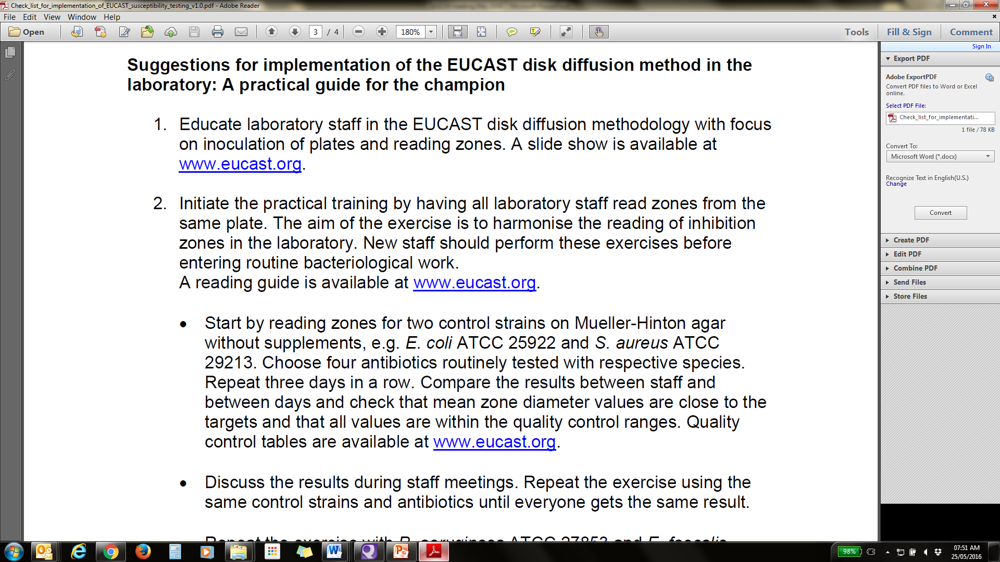 Check_list_for_implementation_of_EUCAST_susceptibility_testing_v1.0.pdf - Adobe Reader
File Edit View Window Help
Open 3 / 4 180% Tools Fill & Sign Comment
Sign In
Export PDF
Adobe ExportPDF
Convert PDF files to Word or Excel
online.
Select PDF File:
Check_list_for_implementati...
1 file / 78 KB
Convert To:
Microsoft Word (*.docx)
Recognize Text in English(U.S.)
Change
Convert
Create PDF
Edit PDF
Combine PDF
Send Files
Store Files
Suggestions for implementation of the EUCAST disk diffusion method in the
laboratory: A practical guide for the champion
1. Educate laboratory staff in the EUCAST disk diffusion methodology with focus
on inoculation of plates and reading zones. A slide show is available at
www.eucast.org.
2. Initiate the practical training by having all laboratory staff read zones from the
same plate. The aim of the exercise is to harmonise the reading of inhibition
zones in the laboratory. New staff should perform these exercises before
entering routine bacteriological work.
A reading guide is available at www.eucast.org.
• Start by reading zones for two control strains on Mueller-Hinton agar
without supplements, e.g. E. coli ATCC 25922 and S. aureus ATCC
29213. Choose four antibiotics routinely tested with respective species.
Repeat three days in a row. Compare the results between staff and
between days and check that mean zone diameter values are close to the
targets and that all values are within the quality control ranges. Quality
control tables are available at www.eucast.org.
• Discuss the results during staff meetings. Repeat the exercise using the
same control strains and antibiotics until everyone gets the same result.
Repeat the exercise with P. aeruginosa ATCC 27853 and E. faecalis
98%
07:51 AM
25/05/2016